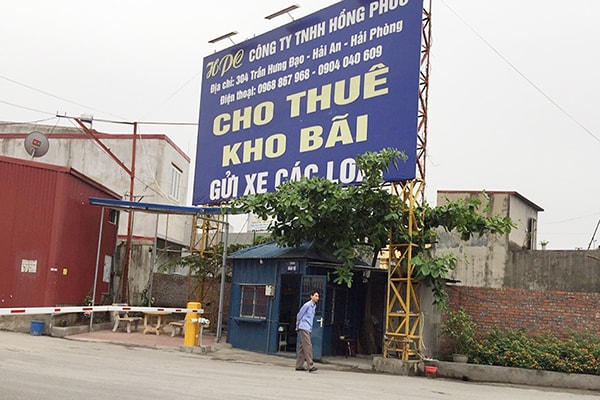 HPC CÔNG TY TNHH HỒNG PHÚC
Địa chỉ: 304 Trần Hưng Đạo - Hải An - Hải Phòng
Điện thoại: 0968 867 968 - 0904 040 609
CHO THUÊ
KHO BÃI
GỬI XE CÁC